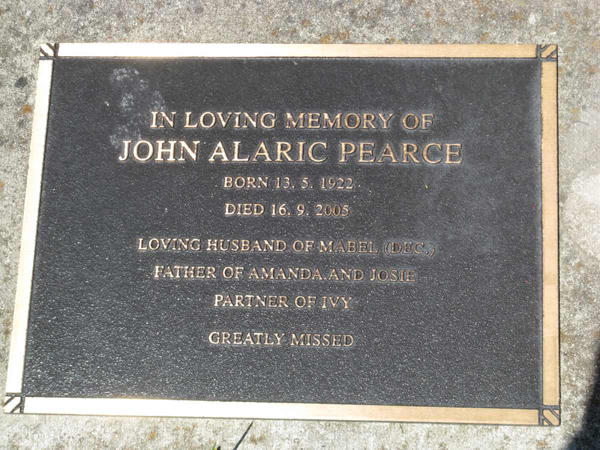 IN LOVING MEMORY OF
JOHN ALARIC PEARCE
BORN 13. 5. 1922
DIED 16. 9. 2005
LOVING HUSBAND OF MABEL (DEC.)
FATHER OF AMANDA AND JOSIE
PARTNER OF IVY
GREATLY MISSED